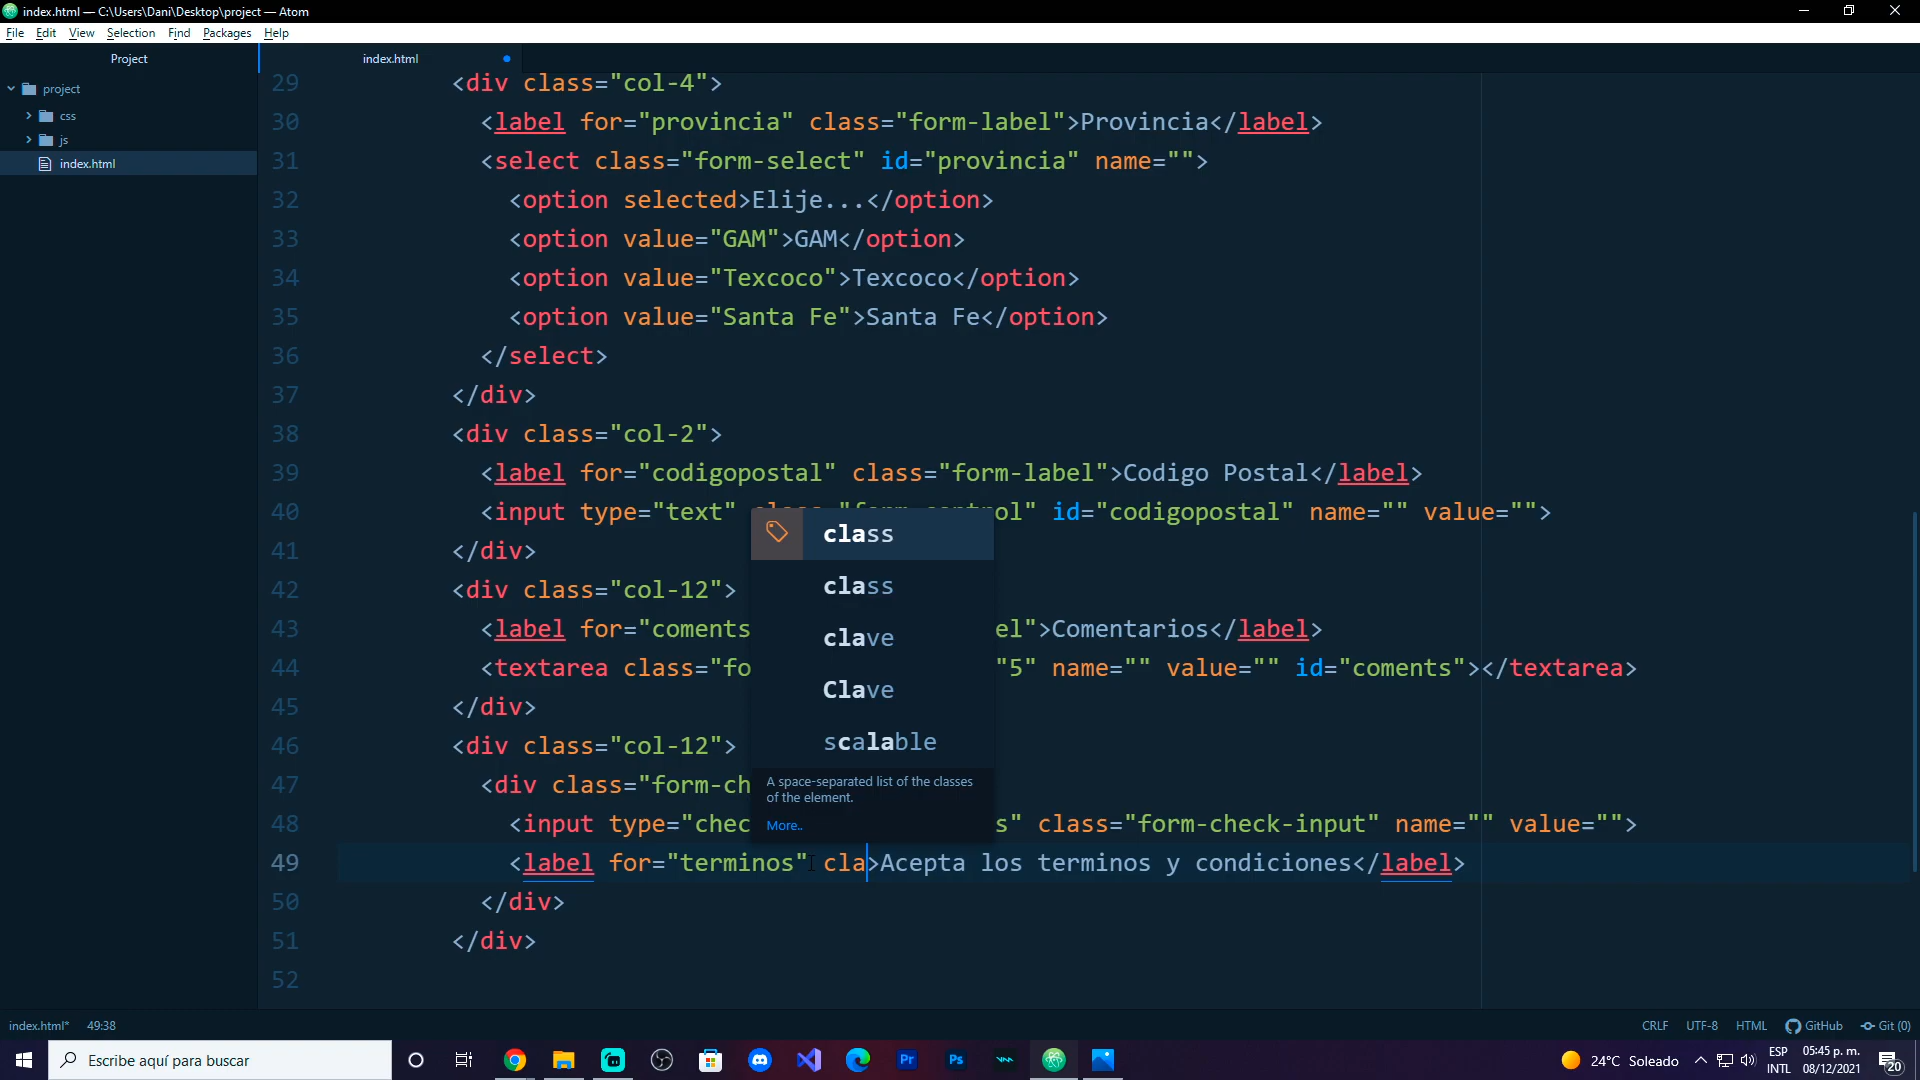 index.html — C:\Users\Dani\Desktop\project — Atom
File Edit View Selection Find Packages Help
Project
index.html
project
css
js
index.html
29 <div class="col-4">
30 <label for="provincia" class="form-label">Provincia</label>
31 <select class="form-select" id="provincia" name="">
32 <option selected>Elije...</option>
33 <option value="GAM">GAM</option>
34 <option value="Texcoco">Texcoco</option>
35 <option value="Santa Fe">Santa Fe</option>
36 </select>
37 </div>
38 <div class="col-2">
39 <label for="codigopostal" class="form-label">Codigo Postal</label>
40 <input type="text" class="form-control" id="codigopostal" name="" value="">
41 </div>
42 <div class="col-12">
43 <label for="coments el">Comentarios</label>
44 <textarea class="fo "5" name="" value="" id="coments"></textarea>
45 </div>
46 <div class="col-12">
47 <div class="form-ch
48 <input type="chec s" class="form-check-input" name="" value="">
49 <label for="terminos" cla>Acepta los terminos y condiciones</label>
50 </div>
51 </div>
52
class
class
clave
Clave
scalable
A space-separated list of the classes
of the element.
More..
index.html* 49:38
CRLF UTF-8 HTML GitHub Git (0)
Escribe aquí para buscar
Pr
Ps
24°C Soleado
ESP
INTL
05:45 p. m.
08/12/2021
20